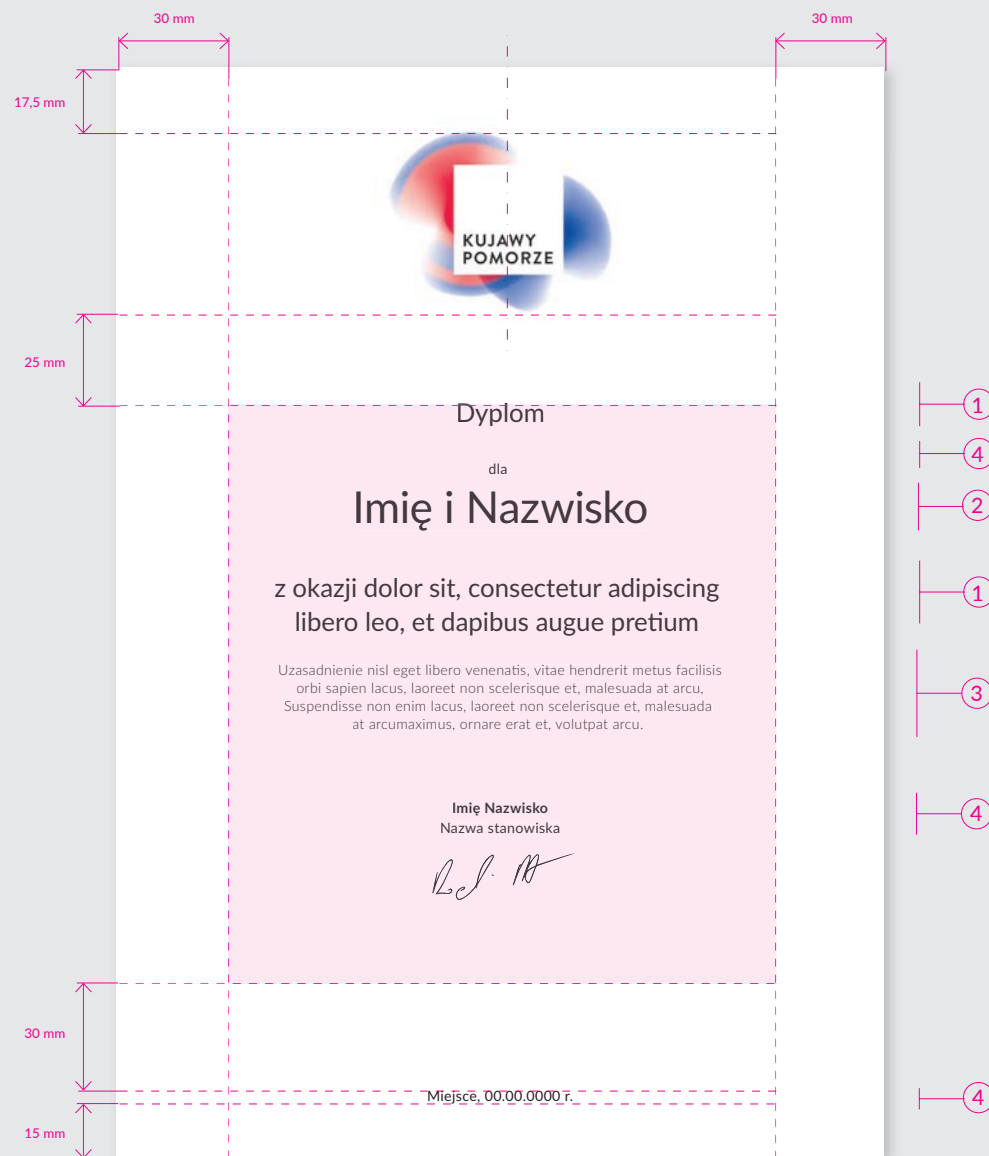 30 mm
30 mm
17,5 mm
KUJAWY
POMORZE
25 mm
Dyplom
1
dla
4
Imię i Nazwisko
2
z okazji dolor sit, consectetur adipiscing
1
libero leo, et dapibus augue pretium
Uzasadnienie nisl eget libero venenatis, vitae hendrerit metus facilisis
orbi sapien lacus, laoreet non scelerisque et, malesuada at arcu,
3
Suspendisse non enim lacus, laoreet non scelerisque et, malesuada
at arcumaximus, ornare erat et, volutpat arcu.
Imię Nazwisko
4
Nazwa stanowiska
30 mm
Miejsce, 00.00.0000 r.
4
15 mm